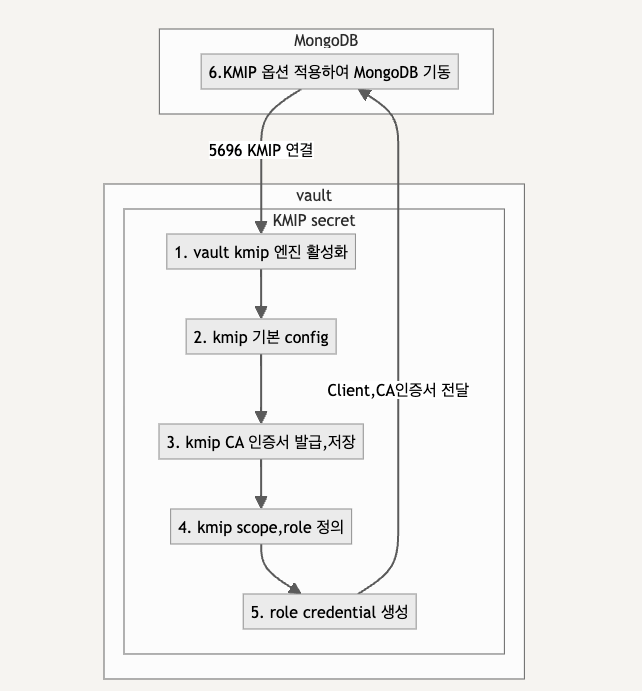 MongoDB
6.KMIP 옵션 적용하여 MongoDB 기동
5696 KMIP 연결
vault
KMIP secret
1. vault kmip 엔진 활성화
2. kmip 기본 config
Client,CA인증서 전달
3. kmip CA 인증서 발급,저장
4. kmip scope,role 정의
5. role credential 생성